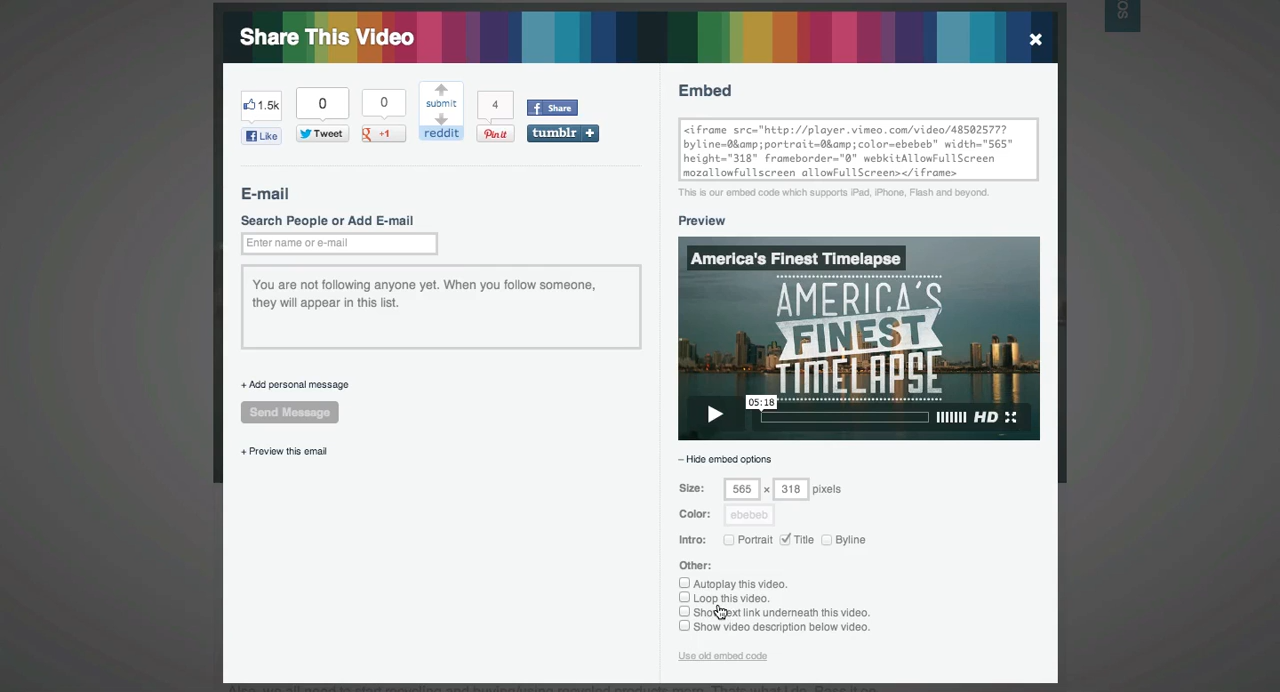 SO
Share This Video
1.5k
Like
0
Tweet
0
+1
submit
reddit
4
Pin it
Share
tumblr +
E-mail
Search People or Add E-mail
Enter name or e-mail
You are not following anyone yet. When you follow someone,
they will appear in this list.
+ Add personal message
Send Message
+ Preview this email
Embed
<iframe src="http://player.vimeo.com/video/48502577?
byline=0&amp;portrait=0&amp;color=ebebeb" width="565"
height="318" frameborder="0" webkitAllowFullScreen
mozallowfullscreen allowFullScreen></iframe>
This is our embed code which supports iPad, iPhone, Flash and beyond.
Preview
America's Finest Timelapse
AMERICA'S
FINEST
TIMELAPSE
05:18
HD
– Hide embed options
Size: 565 × 318 pixels
Color: ebebeb
Intro: Portrait Title Byline
Other:
Autoplay this video.
Loop this video.
Show text link underneath this video.
Show video description below video.
Use old embed code